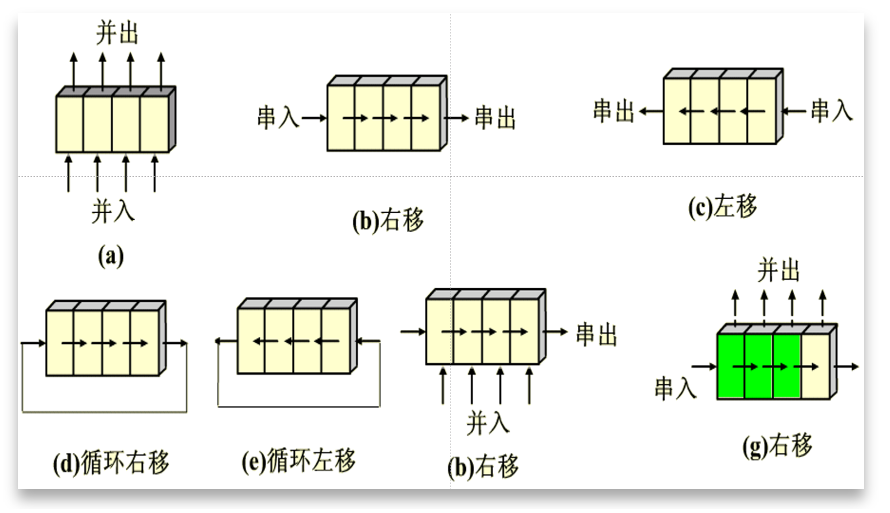 并出
串入
串出
串出
串入
并入
(a)
(b)右移
(c)左移
并出
串出
串入
并入
(d)循环右移
(e)循环左移
(b)右移
(g)右移